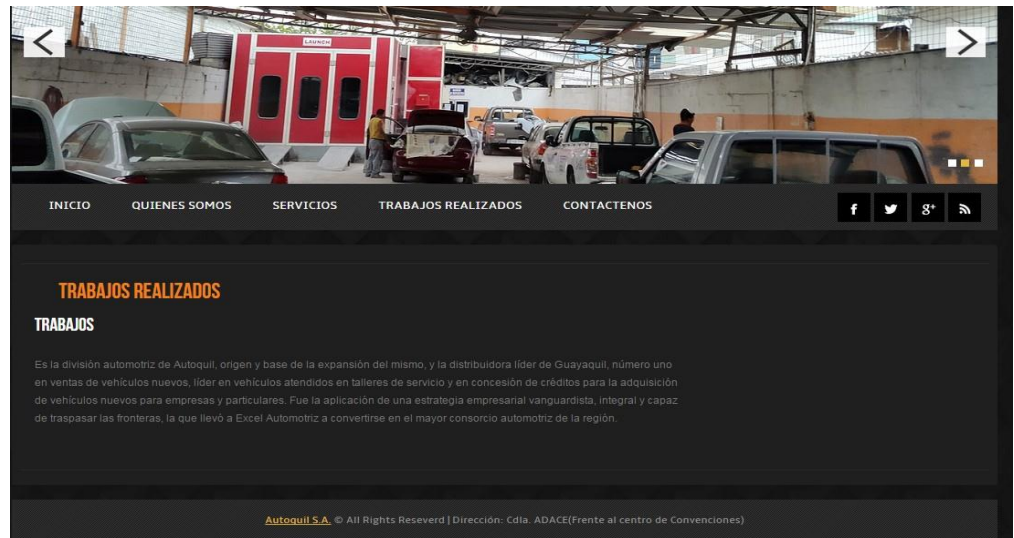 LAUNCH
INICIO QUIENES SOMOS SERVICIOS TRABAJOS REALIZADOS CONTACTENOS
TRABAJOS REALIZADOS
TRABAJOS
Es la división automotriz de Autoquil, origen y base de la expansión del mismo, y la distribuidora líder de Guayaquil, número uno
en ventas de vehículos nuevos, líder en vehículos atendidos en talleres de servicio y en concesión de créditos para la adquisición
de vehículos nuevos para empresas y particulares. Fue la aplicación de una estrategia empresarial vanguardista, integral y capaz
de traspasar las fronteras, la que llevó a Excel Automotriz a convertirse en el mayor consorcio automotriz de la región.
Autoquil S.A. © All Rights Reseverd | Dirección: Cdla. ADACE(Frente al centro de Convenciones)